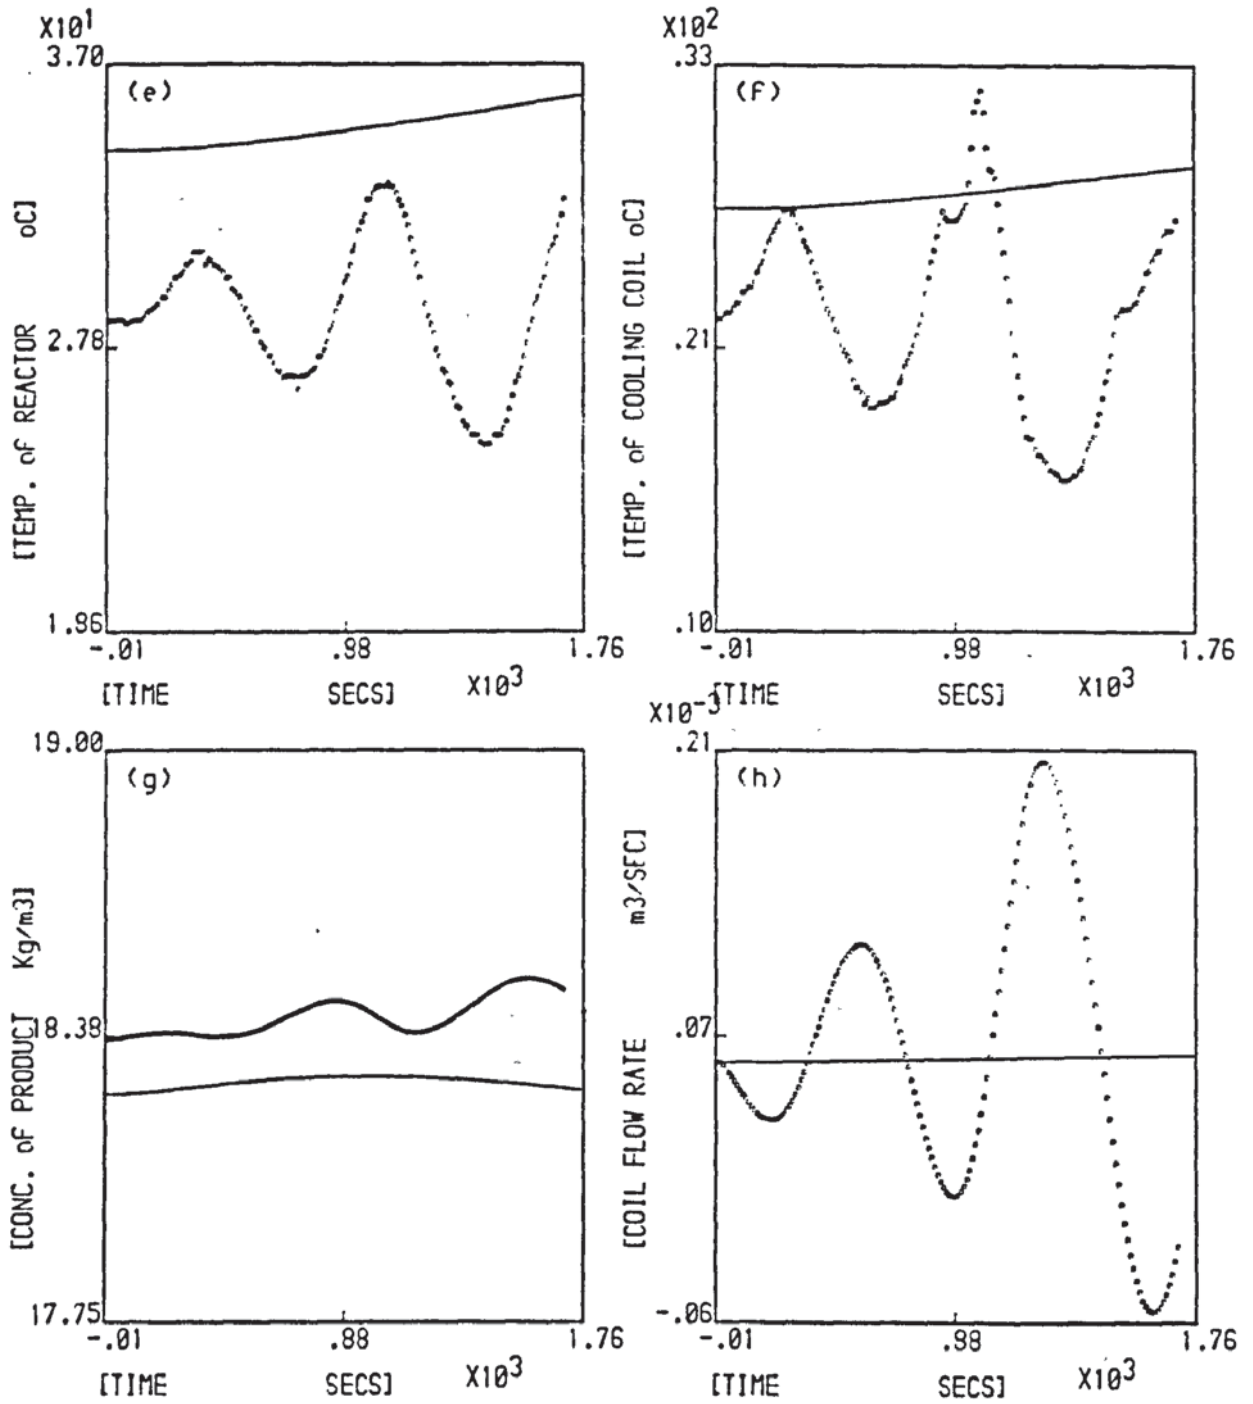 X10¹
3.70
(e)
[TEMP. of REACTOR oC]
2.78
1.96
-.01 .98 1.76
[TIME SECS] X10³
X10²
.33
(f)
[TEMP. of COOLING COIL oC]
.21
.10
-.01 .98 1.76
[TIME SECS] X10³
19.00
(g)
[CONC. of PRODUCT Kg/m3]
18.38
17.75
-.01 .88 1.76
[TIME SECS] X10³
X10⁻³
.21
(h)
[COIL FLOW RATE m3/SEC]
.07
-.06
-.01 .98 1.76
[TIME SECS] X10³